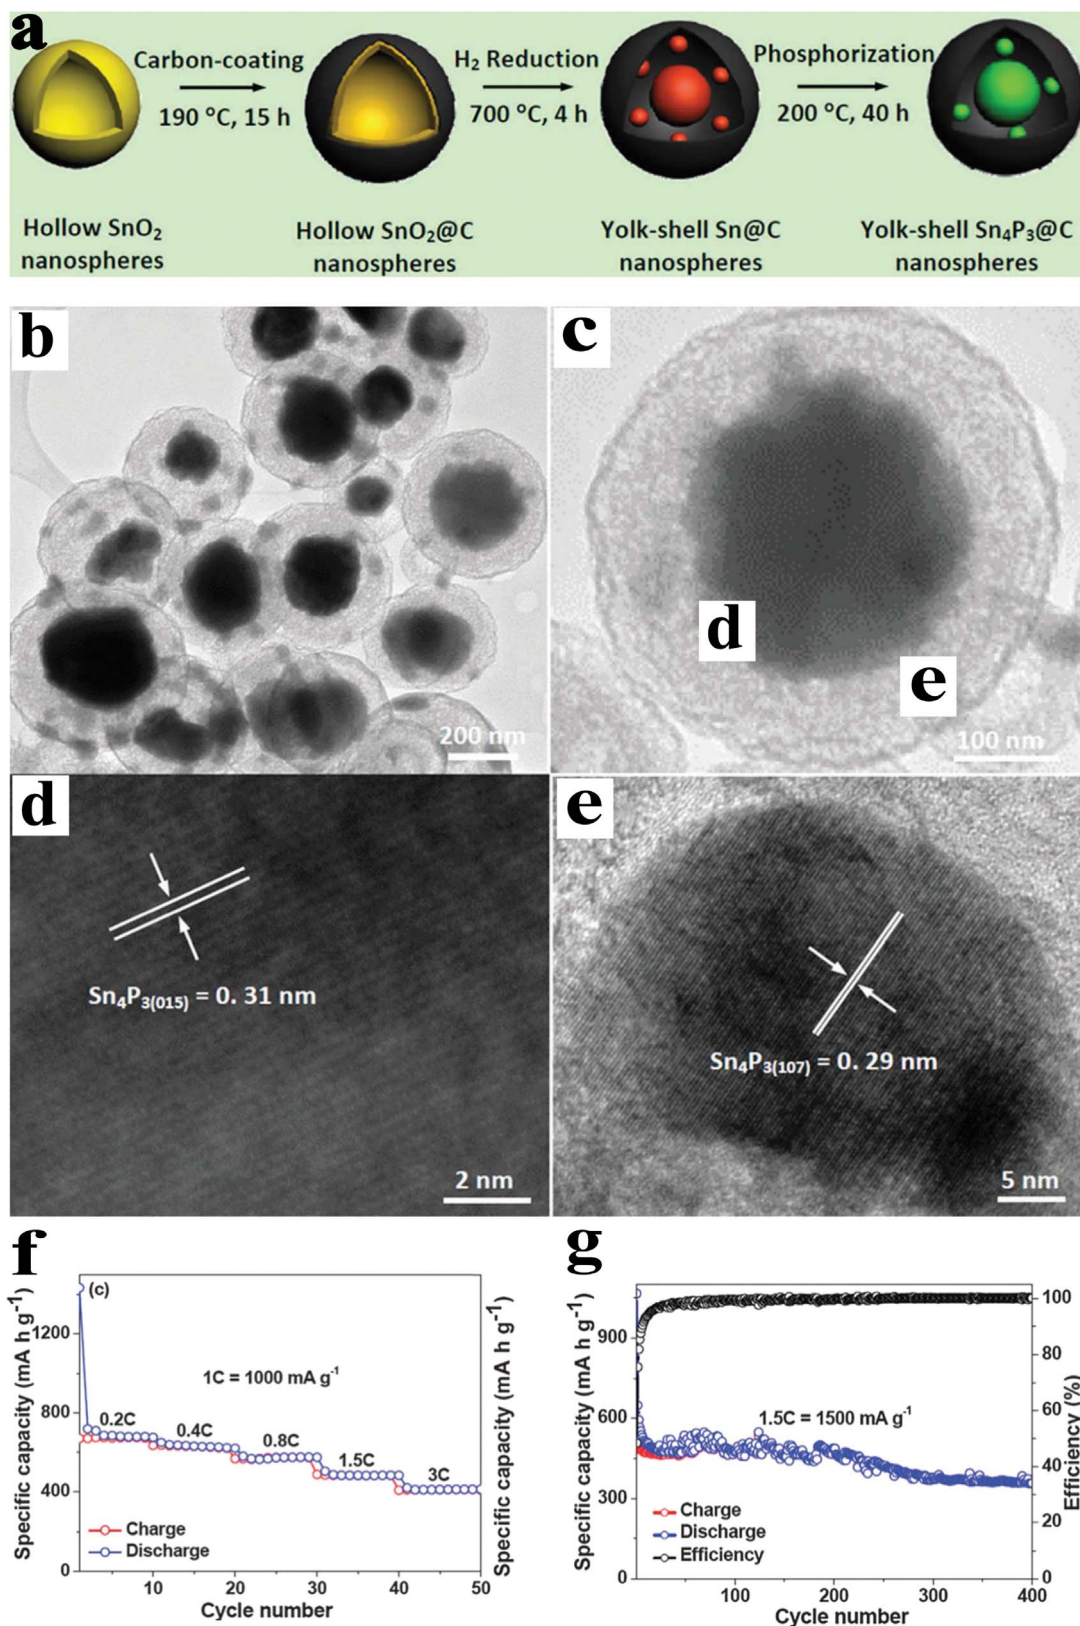 a
Carbon-coating
190 °C, 15 h
H₂ Reduction
700 °C, 4 h
Phosphorization
200 °C, 40 h
Hollow SnO₂
nanospheres
Hollow SnO₂@C
nanospheres
Yolk-shell Sn@C
nanospheres
Yolk-shell Sn₄P₃@C
nanospheres
b
200 nm
c
d
e
100 nm
d
Sn₄P₃₍₀₁₅₎ = 0. 31 nm
2 nm
e
Sn₄P₃₍₁₀₇₎ = 0. 29 nm
5 nm
f
Specific capacity (mA h g⁻¹)
1200
800
400
0
(c)
1C = 1000 mA g⁻¹
0.2C
0.4C
0.8C
1.5C
3C
Charge
Discharge
10
20
30
40
50
Cycle number
g
Specific capacity (mA h g⁻¹)
900
600
300
0
1.5C = 1500 mA g⁻¹
Charge
Discharge
Efficiency
100
200
300
400
Cycle number
100
80
60
40
20
0
Efficiency (%)